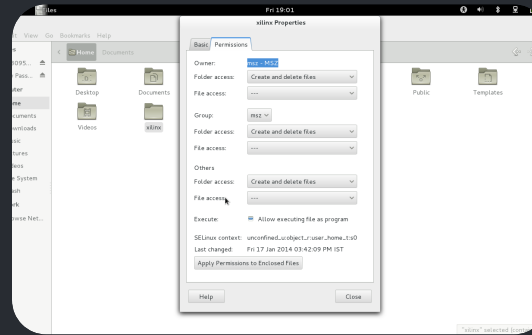 Files
Fri 19:01
View Go Bookmarks Help
Home Documents
Desktop
Documents
Public
Templates
Videos
xilinx
xilinx Properties
Basic Permissions
Owner: msz - MSZ
Folder access: Create and delete files
File access: ---
Group: msz
Folder access: Create and delete files
File access: ---
Others
Folder access: Create and delete files
File access: ---
Execute: Allow executing file as program
SELinux context: unconfined_u:object_r:user_home_t:s0
Last changed: Fri 17 Jan 2014 03:42:09 PM IST
Apply Permissions to Enclosed Files
Help Close
"xilinx" selected